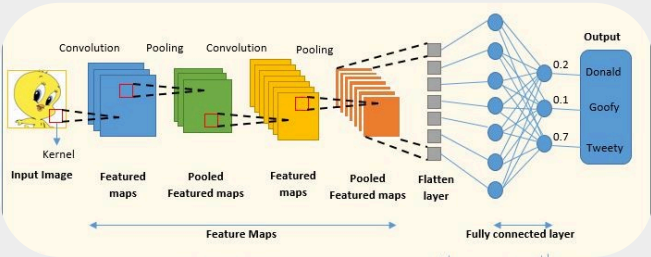 Convolution
Pooling
Convolution
Pooling
Output
0.2
Donald
0.1
Goofy
0.7
Tweety
Kernel
Input Image
Featured
maps
Pooled
Featured maps
Featured
maps
Pooled
Featured maps
Flatten
layer
Feature Maps
Fully connected layer